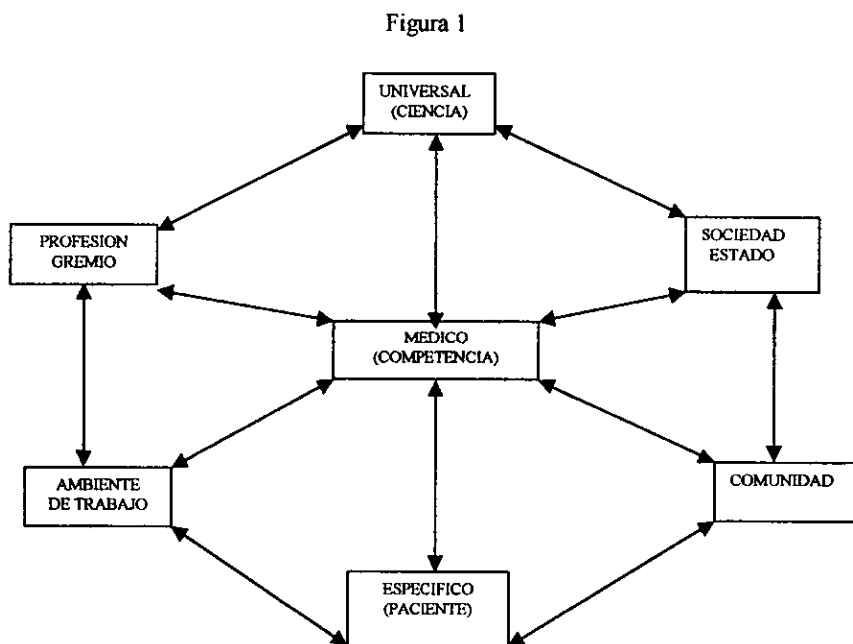 Figura 1
UNIVERSAL
(CIENCIA)
PROFESION
GREMIO
SOCIEDAD
ESTADO
MEDICO
(COMPETENCIA)
AMBIENTE
DE TRABAJO
COMUNIDAD
ESPECIFICO
(PACIENTE)